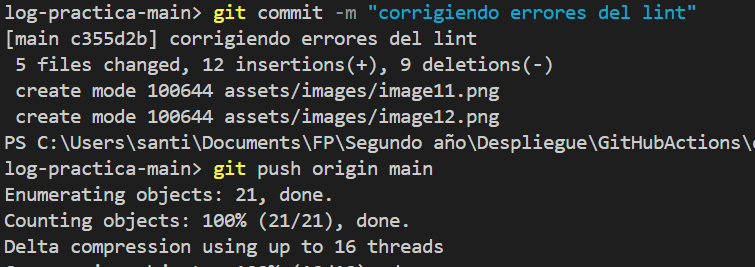 log-practica-main> git commit -m "corrigiendo errores del lint"
[main c355d2b] corrigiendo errores del lint
 5 files changed, 12 insertions(+), 9 deletions(-)
 create mode 100644 assets/images/image11.png
 create mode 100644 assets/images/image12.png
PS C:\Users\santi\Documents\FP\Segundo año\Despliegue\GitHubActions\
log-practica-main> git push origin main
Enumerating objects: 21, done.
Counting objects: 100% (21/21), done.
Delta compression using up to 16 threads